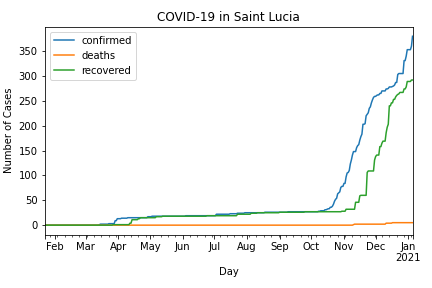 COVID-19 in Saint Lucia
confirmed
deaths
recovered
Number of Cases
350
300
250
200
150
100
50
0
Feb Mar Apr May Jun Jul Aug Sep Oct Nov Dec Jan
2021
Day